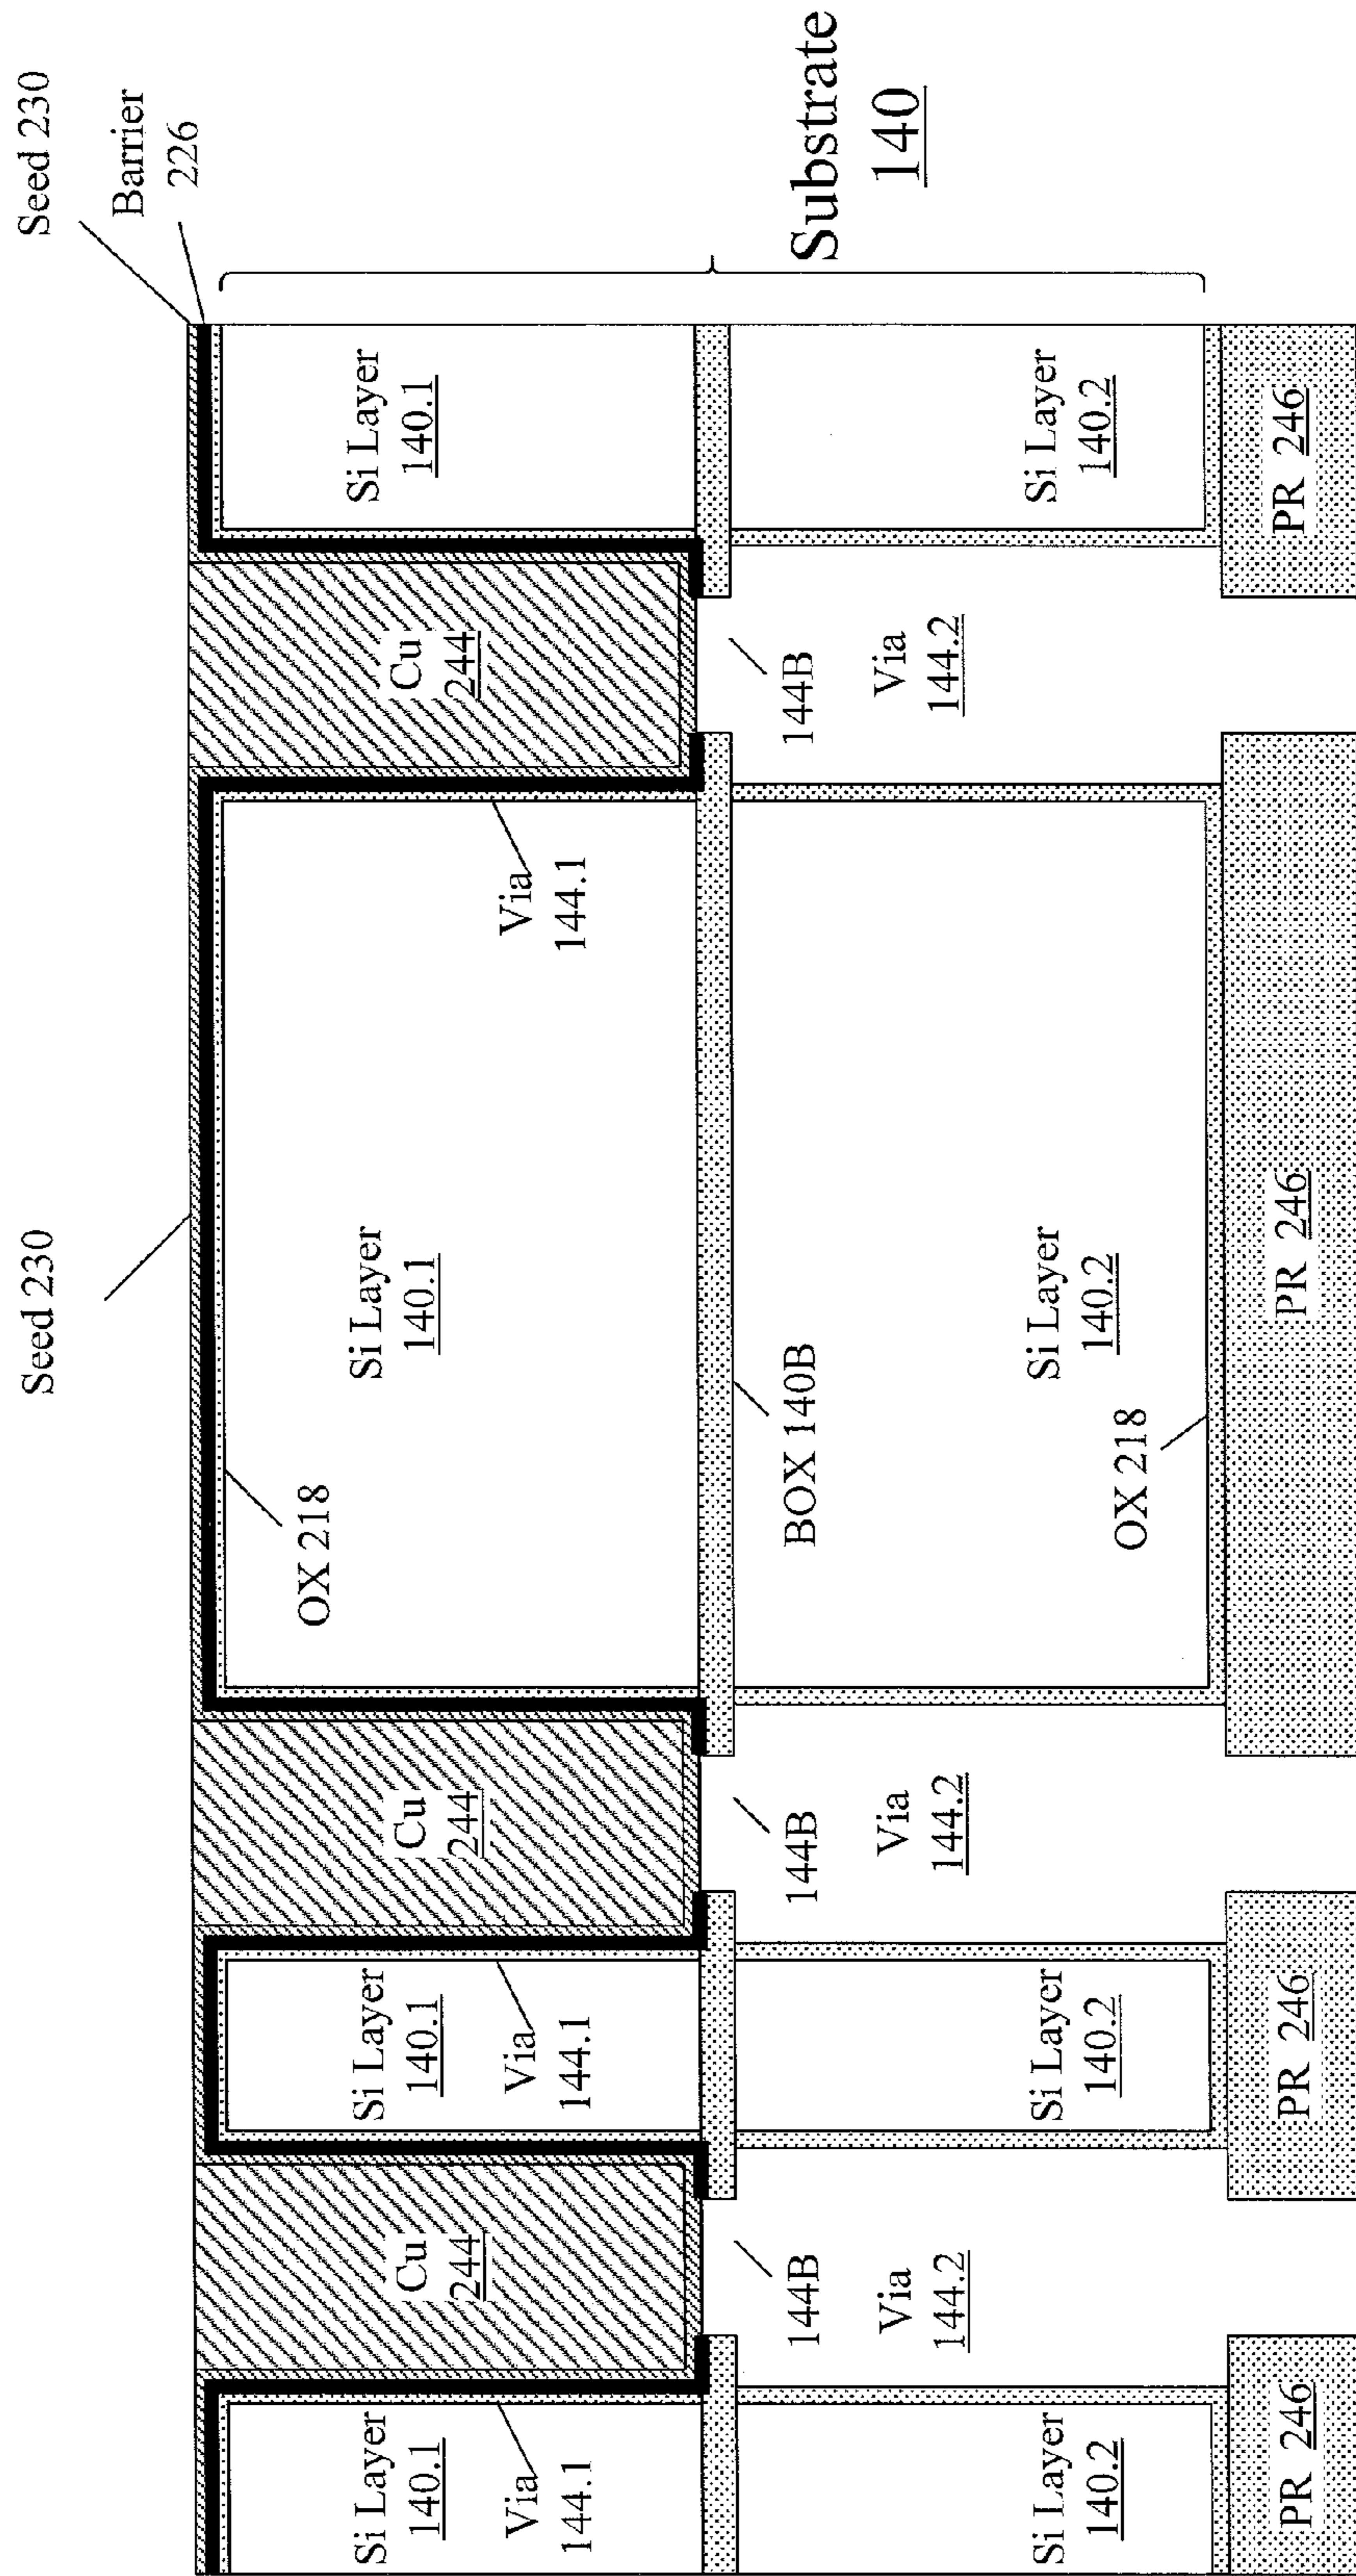 Seed 230
Seed 230
Barrier
226
OX 218
Si Layer
140.1
Si Layer
140.1
Si Layer
140.1
Si Layer
140.1
Cu
244
Cu
244
Cu
244
Via
144.1
Via
144.1
Via
144.1
144B
144B
BOX 140B
144B
Substrate
140
Via
144.2
Via
144.2
Via
144.2
Si Layer
140.2
Si Layer
140.2
Si Layer
140.2
Si Layer
140.2
OX 218
PR 246
PR 246
PR 246
PR 246